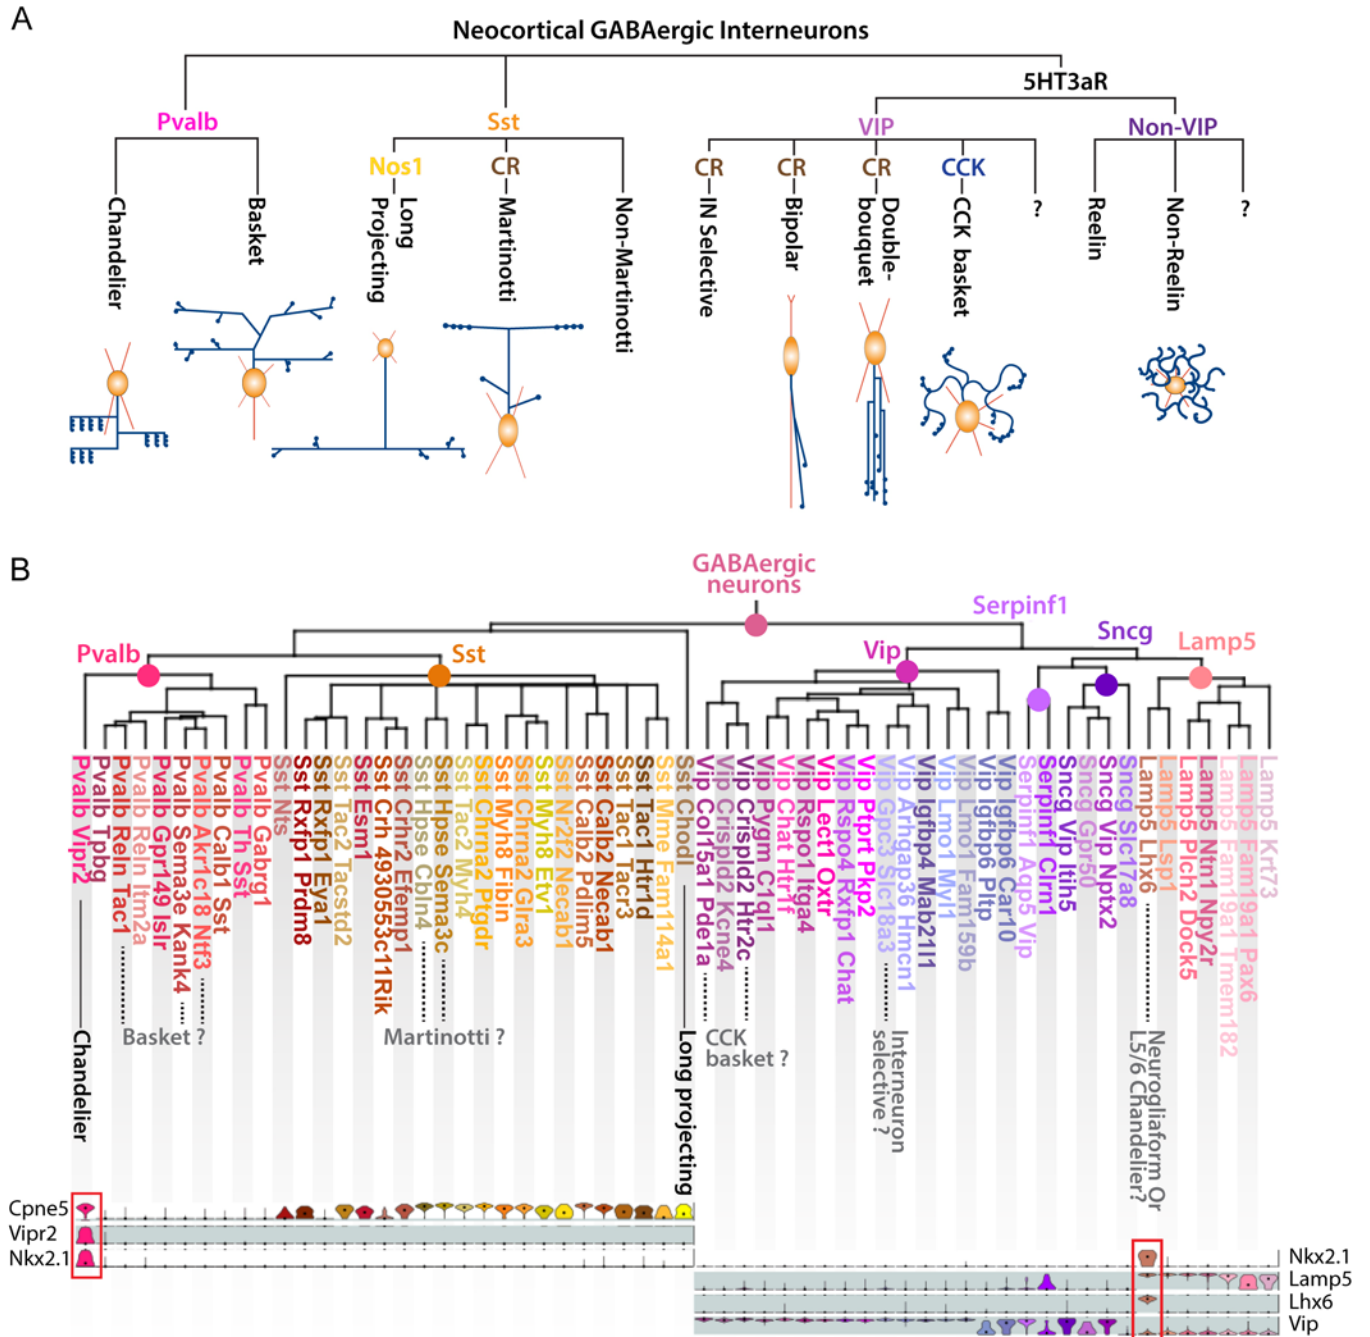 A
Neocortical GABAergic Interneurons
5HT3aR
Pvalb
Sst
VIP
Non-VIP
Nos1
CR
CR
CR
CR
CCK
?
?
Chandelier
Basket
Long
Projecting
Martinotti
Non-Martinotti
IN Selective
Bipolar
Double-
bouquet
CCK basket
Reelin
Non-Reelin
B
GABAergic
neurons
Serpinf1
Sncg
Pvalb
Sst
Vip
Lamp5
Pvalb Vipr2
Pvalb Tpbg
Pvalb Reln Tac1
Pvalb Reln Itm2a
Pvalb Gpr149 Islr
Pvalb Sema3e Kank4
Pvalb Akr1c18 Ntf3
Pvalb Calb1 Sst
Pvalb Th Sst
Pvalb Gabrg1
Sst Nts
Sst Rxfp1 Prdm8
Sst Rxfp1 Eya1
Sst Tac2 Tacstd2
Sst Esm1
Sst Crh 4930553c11Rik
Sst Crhr2 Efemp1
Sst Hpse Cbln4
Sst Hpse Sema3c
Sst Tac2 Myh4
Sst Chrna2 Ptgdr
Sst Myh8 Fibin
Sst Chrna2 Glra3
Sst Myh8 Etv1
Sst Nr2f2 Necab1
Sst Calb2 Pdlim5
Sst Calb2 Necab1
Sst Tac1 Tacr3
Sst Tac1 Htr1d
Sst Mme Fam114a1
Sst Chodl
Vip Col15a1 Pde1a
Vip Crispld2 Kcne4
Vip Crispld2 Htr2c
Vip Pygm C1ql1
Vip Chat Htr1f
Vip Rspo1 Itga4
Vip Lect1 Oxtr
Vip Rspo4 Rxfp1 Chat
Vip Ptprt Pkp2
Vip Gpc3 Slc18a3
Vip Arhgap36 Hmcn1
Vip Igfbp4 Mab21l1
Vip Lmo1 Myl1
Vip Lmo1 Fam159b
Vip Igfbp6 Pltp
Vip Igfbp6 Car10
Serpinf1 Aqp5 Vip
Serpinf1 Clrn1
Sncg Vip Itih5
Sncg Gpr50
Sncg Vip Nptx2
Sncg Slc17a8
Lamp5 Lhx6
Lamp5 Lsp1
Lamp5 Plch2 Dock5
Lamp5 Ntn1 Npy2r
Lamp5 Fam19a1 Tmem182
Lamp5 Fam19a1 Pax6
Lamp5 Krt73
Chandelier
Basket ?
Martinotti ?
Long projecting
CCK
basket ?
Interneuron
selective ?
Neurogliaform Or
L5/6 Chandelier?
Cpne5
Vipr2
Nkx2.1
Nkx2.1
Lamp5
Lhx6
Vip